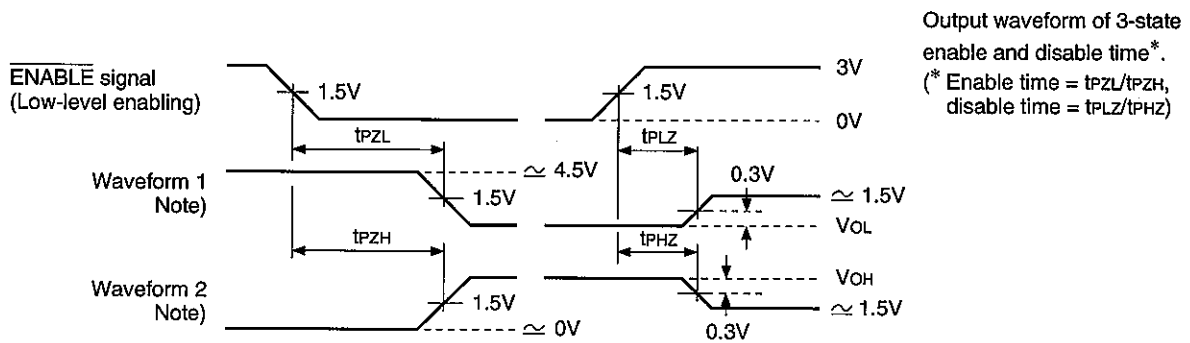 Output waveform of 3-state
enable and disable time*.
(* Enable time = tPZL/tPZH,
disable time = tPLZ/tPHZ)
ENABLE signal
(Low-level enabling)
1.5V
1.5V
3V
0V
tPZL
tPLZ
Waveform 1
Note)
≃ 4.5V
1.5V
0.3V
≃ 1.5V
VOL
tPZH
tPHZ
Waveform 2
Note)
1.5V
≃ 0V
VOH
≃ 1.5V
0.3V